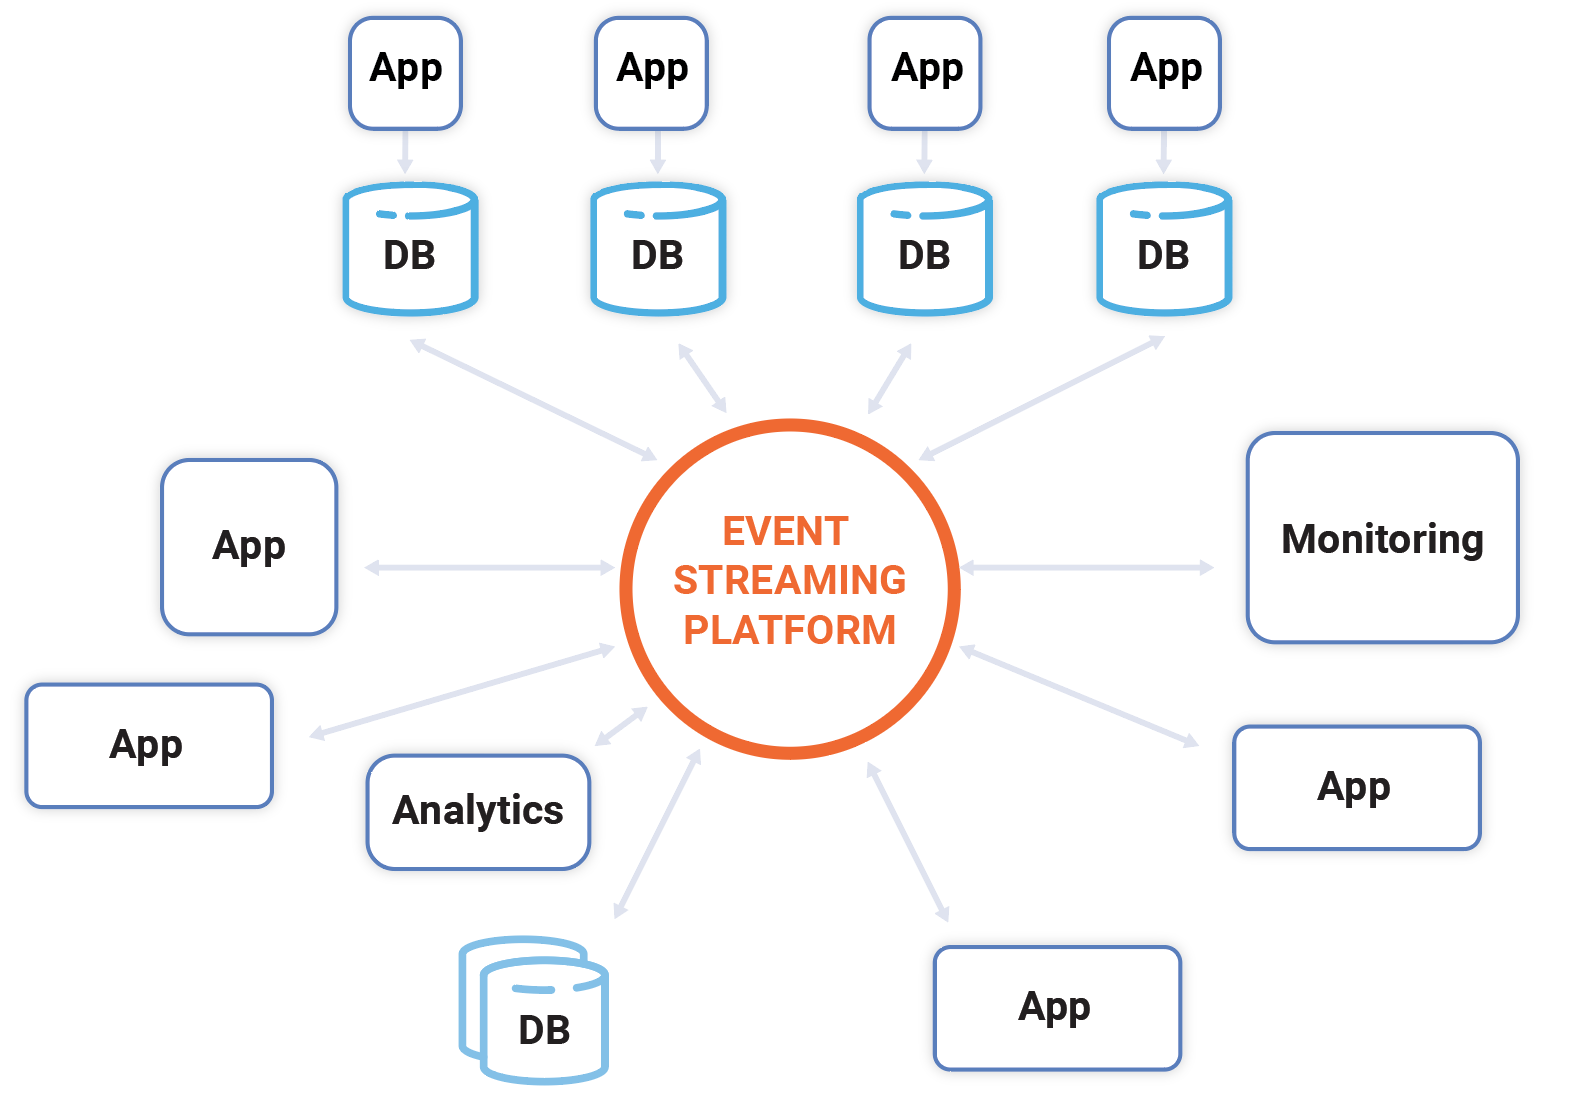 App
App
App
App
DB
DB
DB
DB
EVENT
STREAMING
PLATFORM
App
Monitoring
App
Analytics
App
DB
App